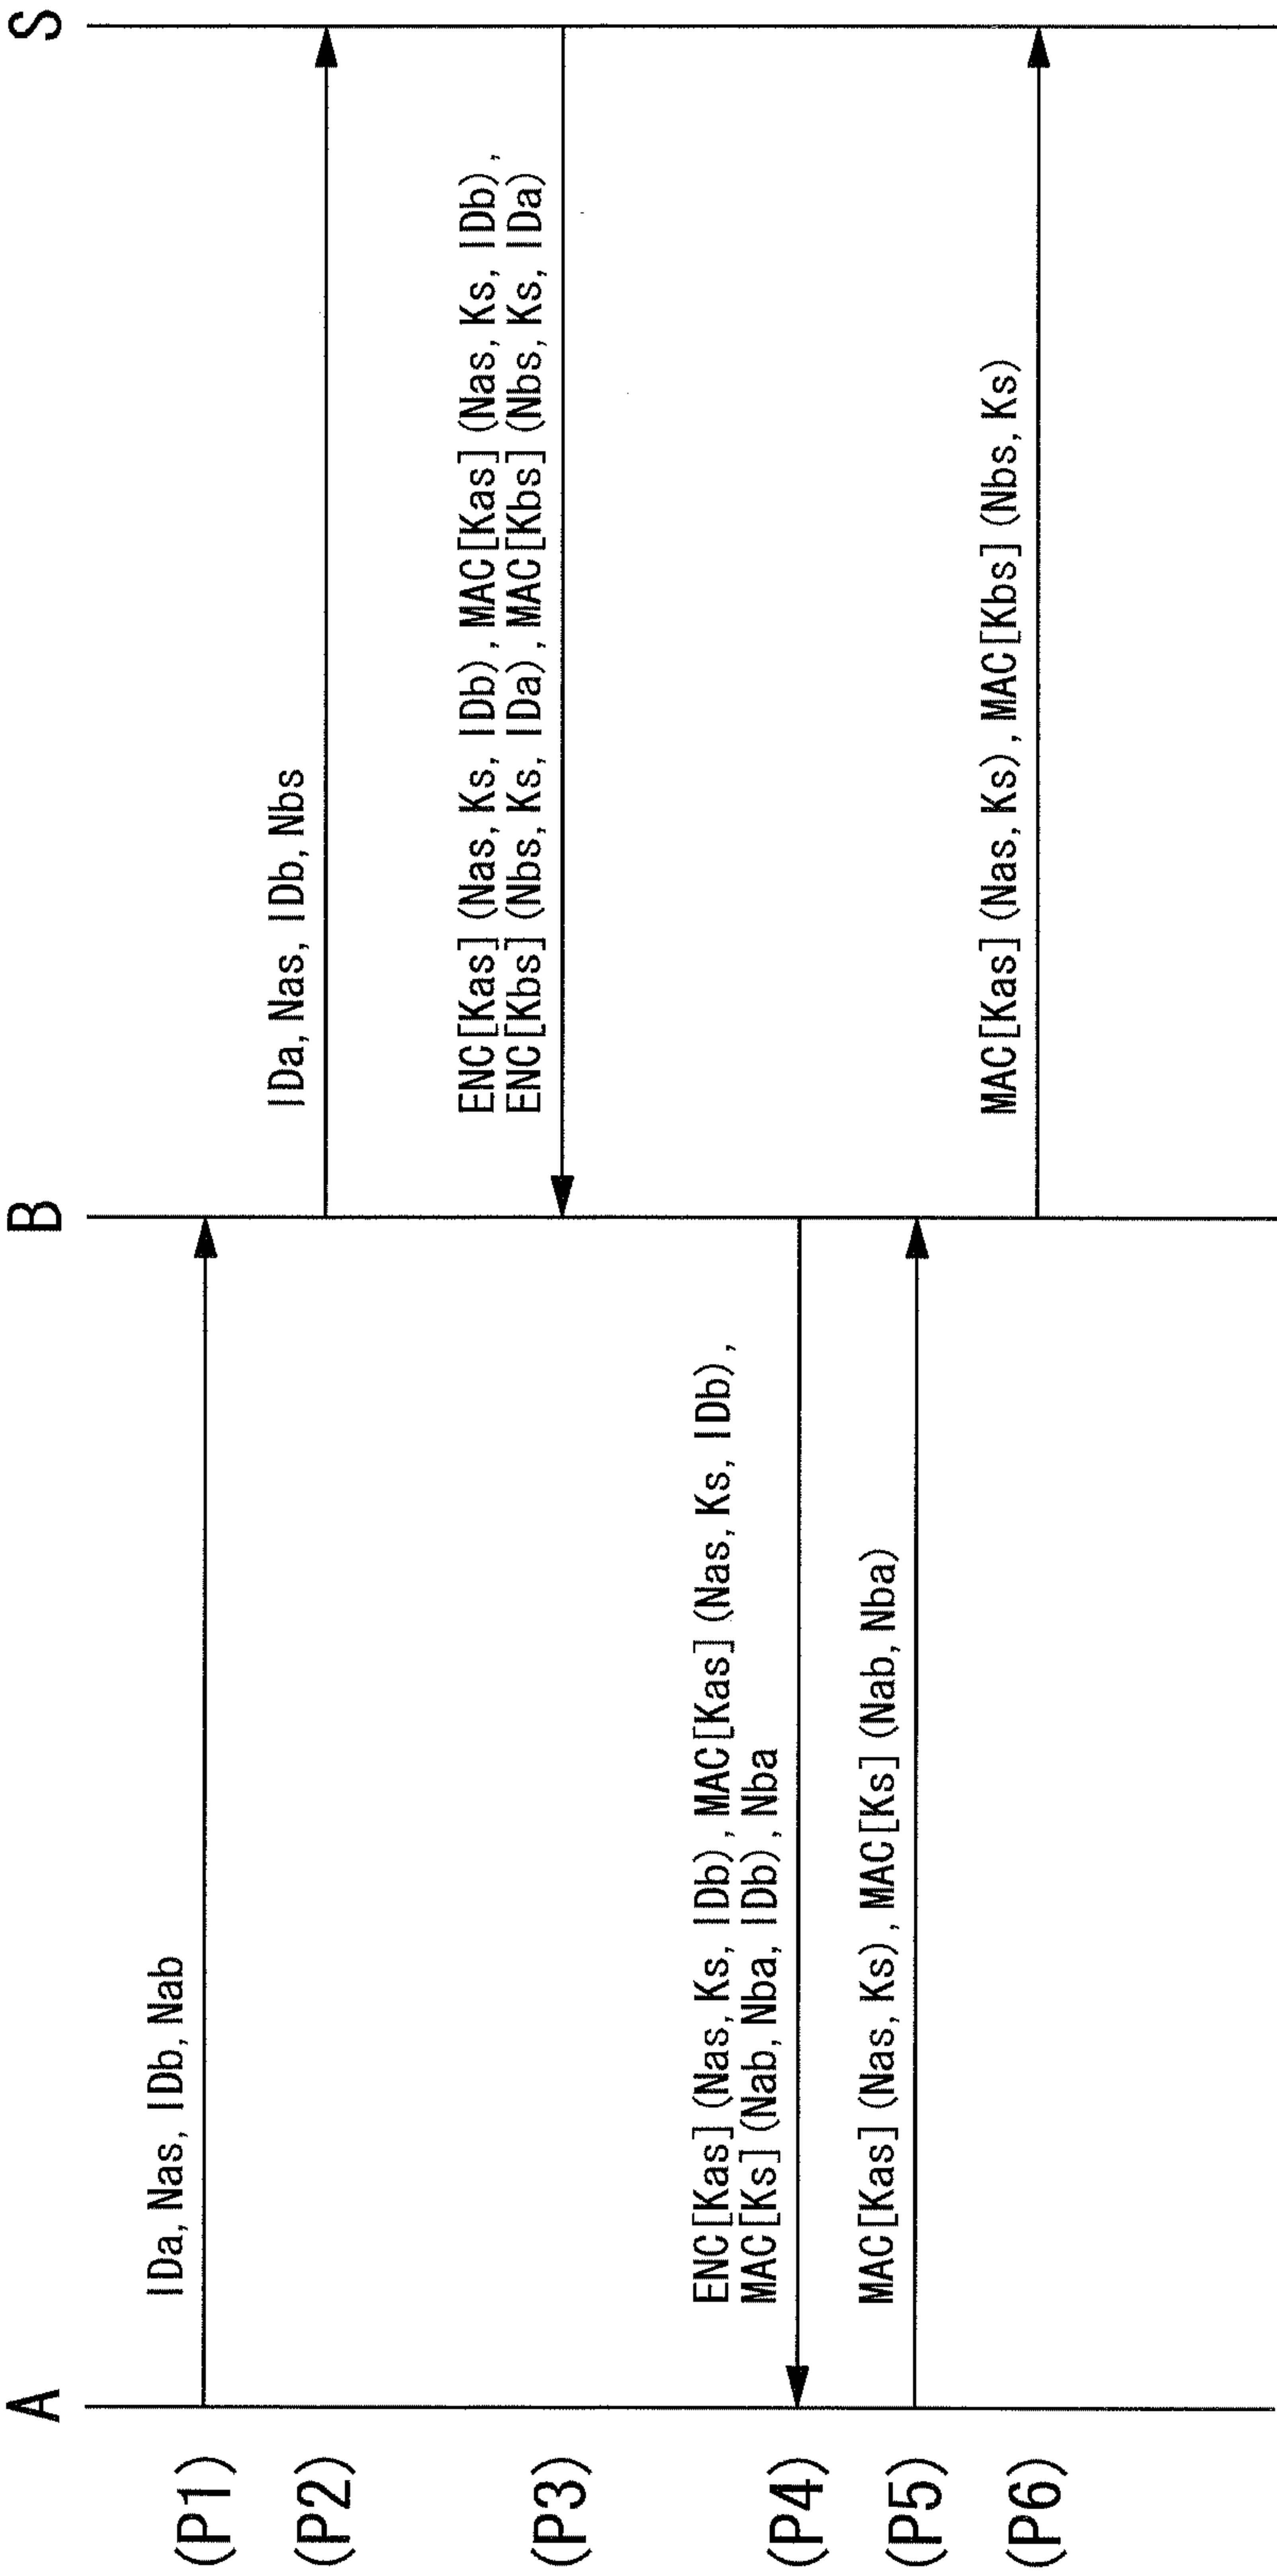 A
B
S
(P1)
IDa, Nas, IDb, Nab
(P2)
IDa, Nas, IDb, Nbs
(P3)
ENC[Kas] (Nas, Ks, IDb), MAC[Kas] (Nas, Ks, IDb),
ENC[Kbs] (Nbs, Ks, IDa), MAC[Kbs] (Nbs, Ks, IDa)
(P4)
ENC[Kas] (Nas, Ks, IDb), MAC[Kas] (Nas, Ks, IDb),
MAC[Ks] (Nab, Nba, IDb), Nba
(P5)
MAC[Kas] (Nas, Ks), MAC[Ks] (Nab, Nba)
(P6)
MAC[Kas] (Nas, Ks), MAC[Kbs] (Nbs, Ks)